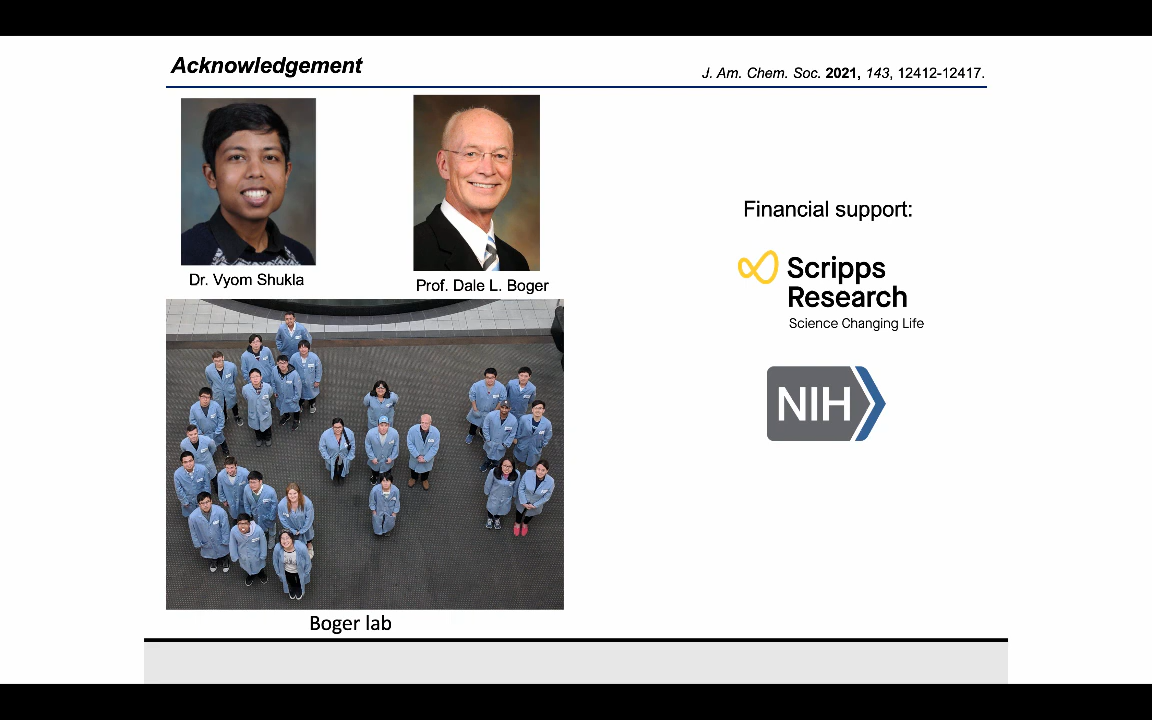 Acknowledgement
J. Am. Chem. Soc. 2021, 143, 12412-12417.
Dr. Vyom Shukla
Prof. Dale L. Boger
Financial support:
Scripps
Research
Science Changing Life
NIH
Boger lab